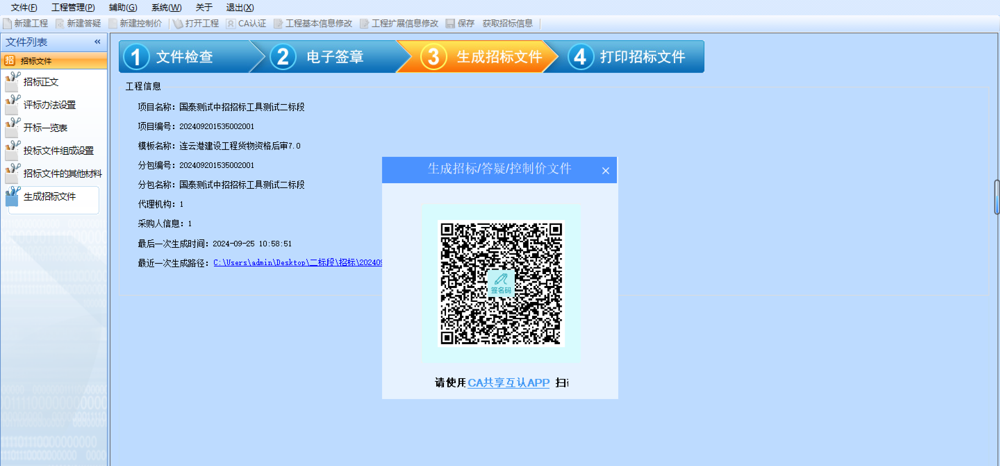 文件(F) 工程管理(P) 辅助(G) 系统(W) 关于 退出(X)
新建工程 新建答疑 新建控制价 打开工程 CA认证 工程基本信息修改 工程扩展信息修改 保存 获取招标信息
文件列表 «
招 招标文件
招标正文
评标办法设置
开标一览表
投标文件组成设置
招标文件的其他材料
生成招标文件
1 文件检查 2 电子签章 3 生成招标文件 4 打印招标文件
工程信息
项目名称：国泰测试中招招标工具测试二标段
项目编号：202409201535002001
模板名称：连云港建设工程货物资格后审7.0
分包编号：202409201535002001
分包名称：国泰测试中招招标工具测试二标段
代理机构：1
采购人信息：1
最后一次生成时间：2024-09-25 10:58:51
最近一次生成路径：C:\Users\admin\Desktop\二标段\招标\202409
生成招标/答疑/控制价文件 ×
签名码
请使用CA共享互认APP 扫